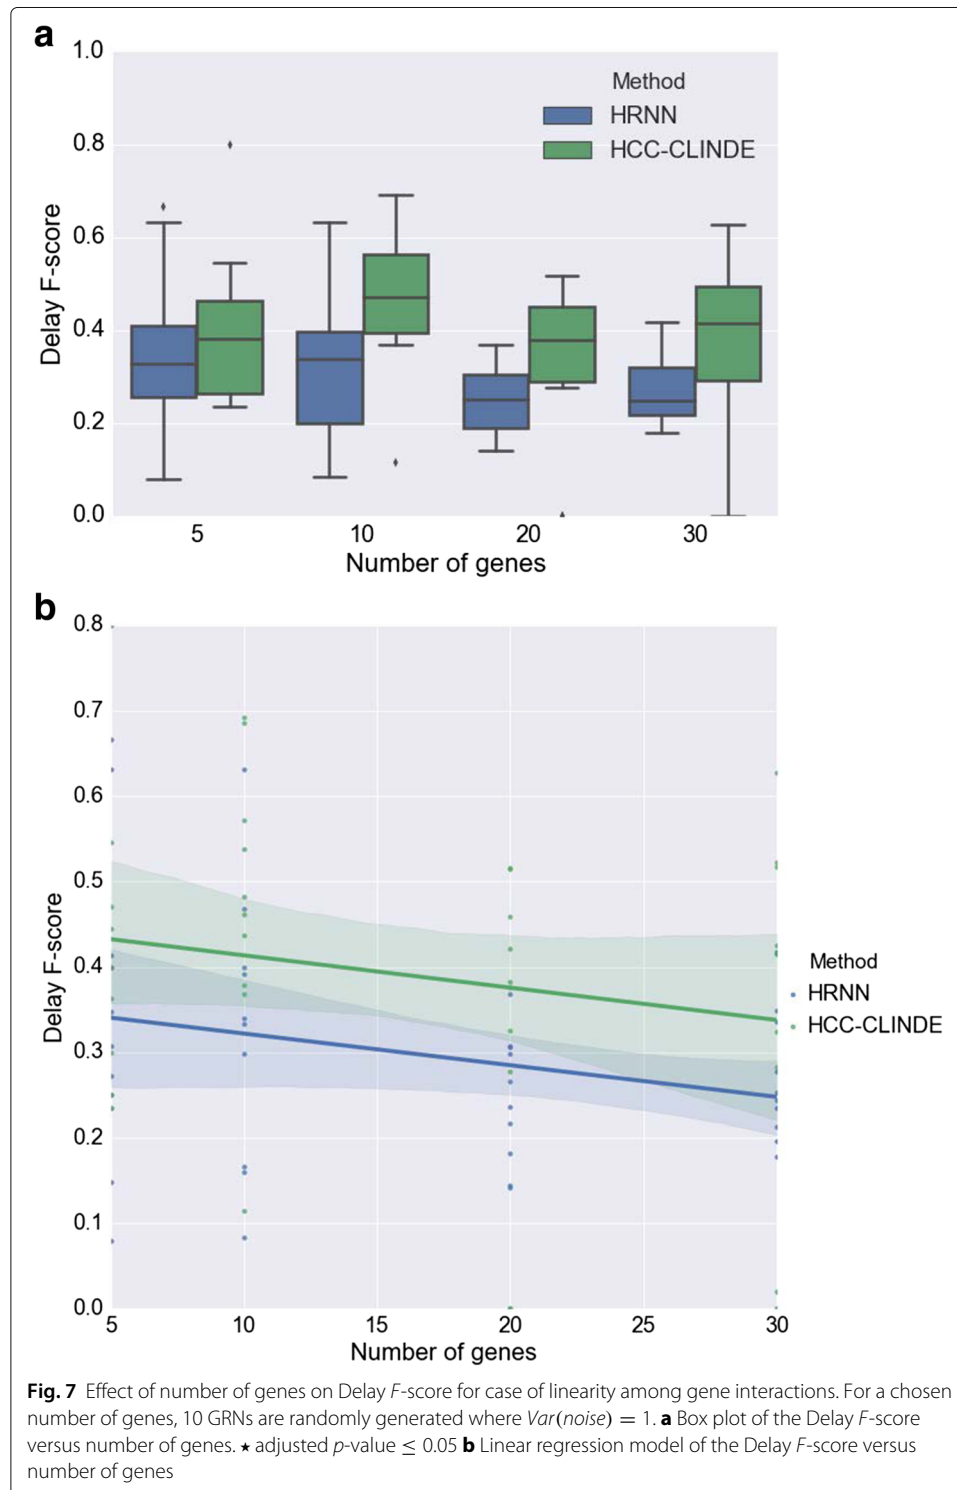 a
1.0
0.8
0.6
0.4
0.2
0.0
Delay F-score
Method
HRNN
HCC-CLINDE
5 10 20 30
Number of genes
b
0.8
0.7
0.6
0.5
0.4
0.3
0.2
0.1
0.0
Delay F-score
Method
HRNN
HCC-CLINDE
5 10 15 20 25 30
Number of genes
Fig. 7 Effect of number of genes on Delay F-score for case of linearity among gene interactions. For a chosen
number of genes, 10 GRNs are randomly generated where Var(noise) = 1. a Box plot of the Delay F-score
versus number of genes. ⋆ adjusted p-value ≤ 0.05 b Linear regression model of the Delay F-score versus
number of genes